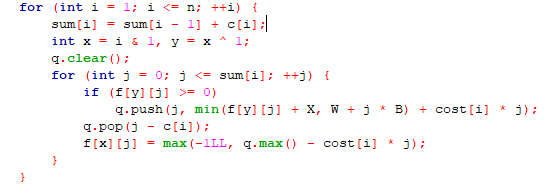 for (int i = 1; i <= n; ++i) {
    sum[i] = sum[i - 1] + c[i];
    int x = i & 1, y = x ^ 1;
    q.clear();
    for (int j = 0; j <= sum[i]; ++j) {
        if (f[y][j] >= 0)
            q.push(j, min(f[y][j] + X, W + j * B) + cost[i] * j);
        q.pop(j - c[i]);
        f[x][j] = max(-1LL, q.max() - cost[i] * j);
    }
}